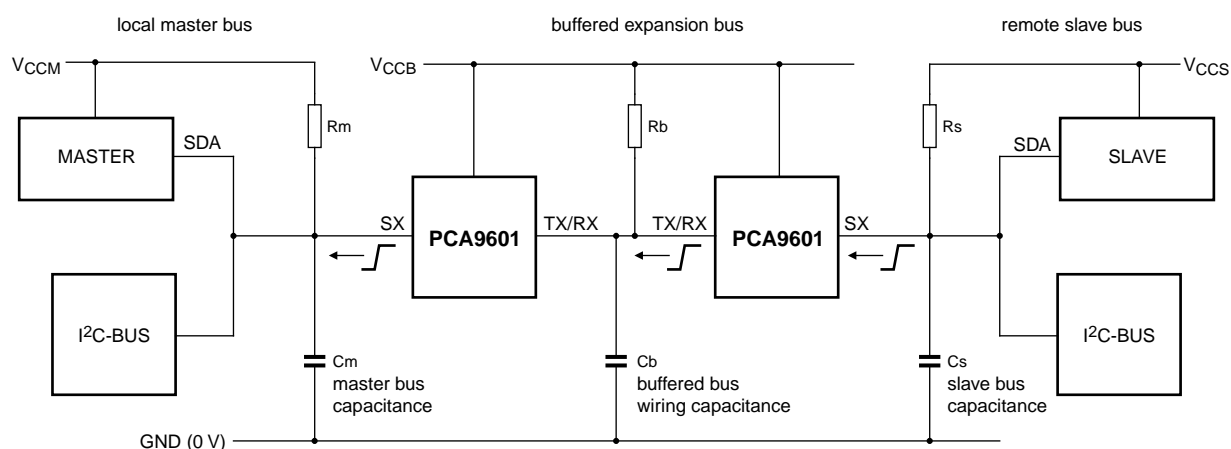 local master bus
buffered expansion bus
remote slave bus
VCCM
VCCB
VCCS
Rm
Rb
Rs
MASTER
SDA
SDA
SLAVE
SX
PCA9601
TX/RX
TX/RX
PCA9601
SX
I2C-BUS
I2C-BUS
Cm
master bus
capacitance
Cb
buffered bus
wiring capacitance
Cs
slave bus
capacitance
GND (0 V)